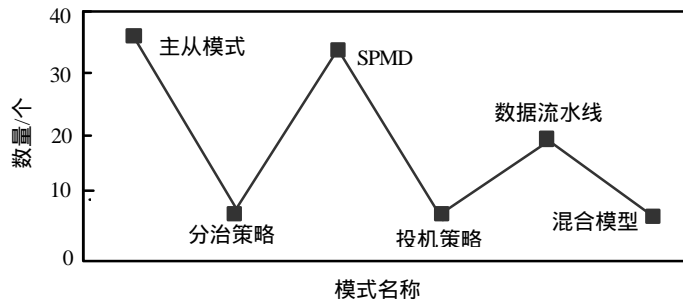 40
主从模式
SPMD
30
数据流水线
数量/个
20
10
分治策略
投机策略
混合模型
0
模式名称